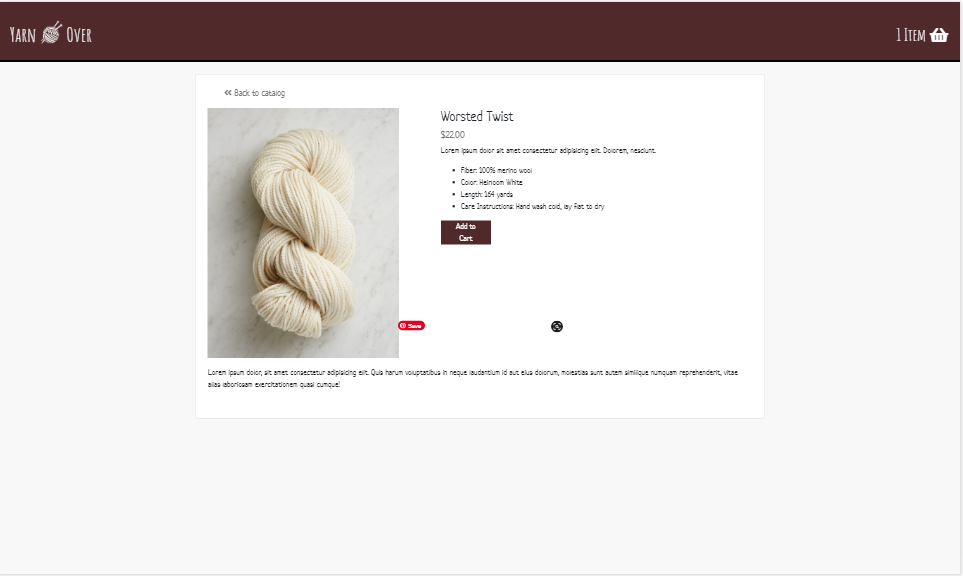 Yarn Over
1 Item
Back to catalog
Worsted Twist
$22.00
Lorem ipsum dolor sit amet consectetur adipisicing elit. Dolorem, nesciunt.
Fiber: 100% merino wool
Color: Heirloom White
Length: 164 yards
Care Instructions: Hand wash cold, lay flat to dry
Add to
Cart
Save
Lorem ipsum dolor, sit amet consectetur adipisicing elit. Quis harum voluptatibus in neque laudantium id aut eius dolorum, molestias sunt autem similique numquam reprehenderit, vitae
alias laboriosam exercitationem quasi cumque!